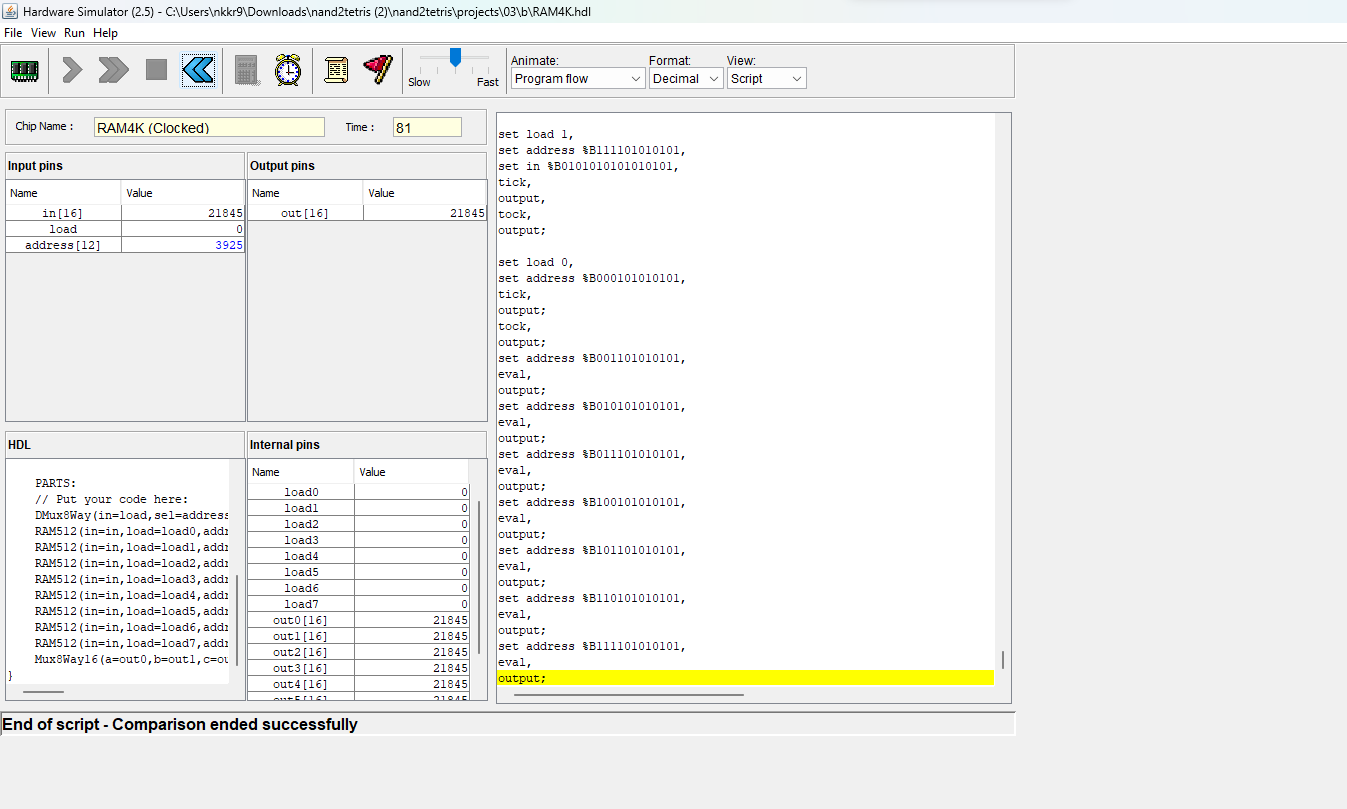 Hardware Simulator (2.5) - C:\Users\nkkr9\Downloads\nand2tetris (2)\nand2tetris\projects\03\b\RAM4K.hdl
File View Run Help
Slow Fast
Animate: Format: View:
Program flow Decimal Script
Chip Name : RAM4K (Clocked) Time : 81
Input pins
Name Value
in[16] 21845
load 0
address[12] 3925
Output pins
Name Value
out[16] 21845
HDL
PARTS:
// Put your code here:
DMux8Way(in=load,sel=address
RAM512(in=in,load=load0,addr
RAM512(in=in,load=load1,addr
RAM512(in=in,load=load2,addr
RAM512(in=in,load=load3,addr
RAM512(in=in,load=load4,addr
RAM512(in=in,load=load5,addr
RAM512(in=in,load=load6,addr
RAM512(in=in,load=load7,addr
Mux8Way16(a=out0,b=out1,c=ou
}
Internal pins
Name Value
load0 0
load1 0
load2 0
load3 0
load4 0
load5 0
load6 0
load7 0
out0[16] 21845
out1[16] 21845
out2[16] 21845
out3[16] 21845
out4[16] 21845
out5[16] 21845
set load 1,
set address %B111101010101,
set in %B0101010101010101,
tick,
output,
tock,
output;
set load 0,
set address %B000101010101,
tick,
output;
tock,
output;
set address %B001101010101,
eval,
output;
set address %B010101010101,
eval,
output;
set address %B011101010101,
eval,
output;
set address %B100101010101,
eval,
output;
set address %B101101010101,
eval,
output;
set address %B110101010101,
eval,
output;
set address %B111101010101,
eval,
output;
End of script - Comparison ended successfully